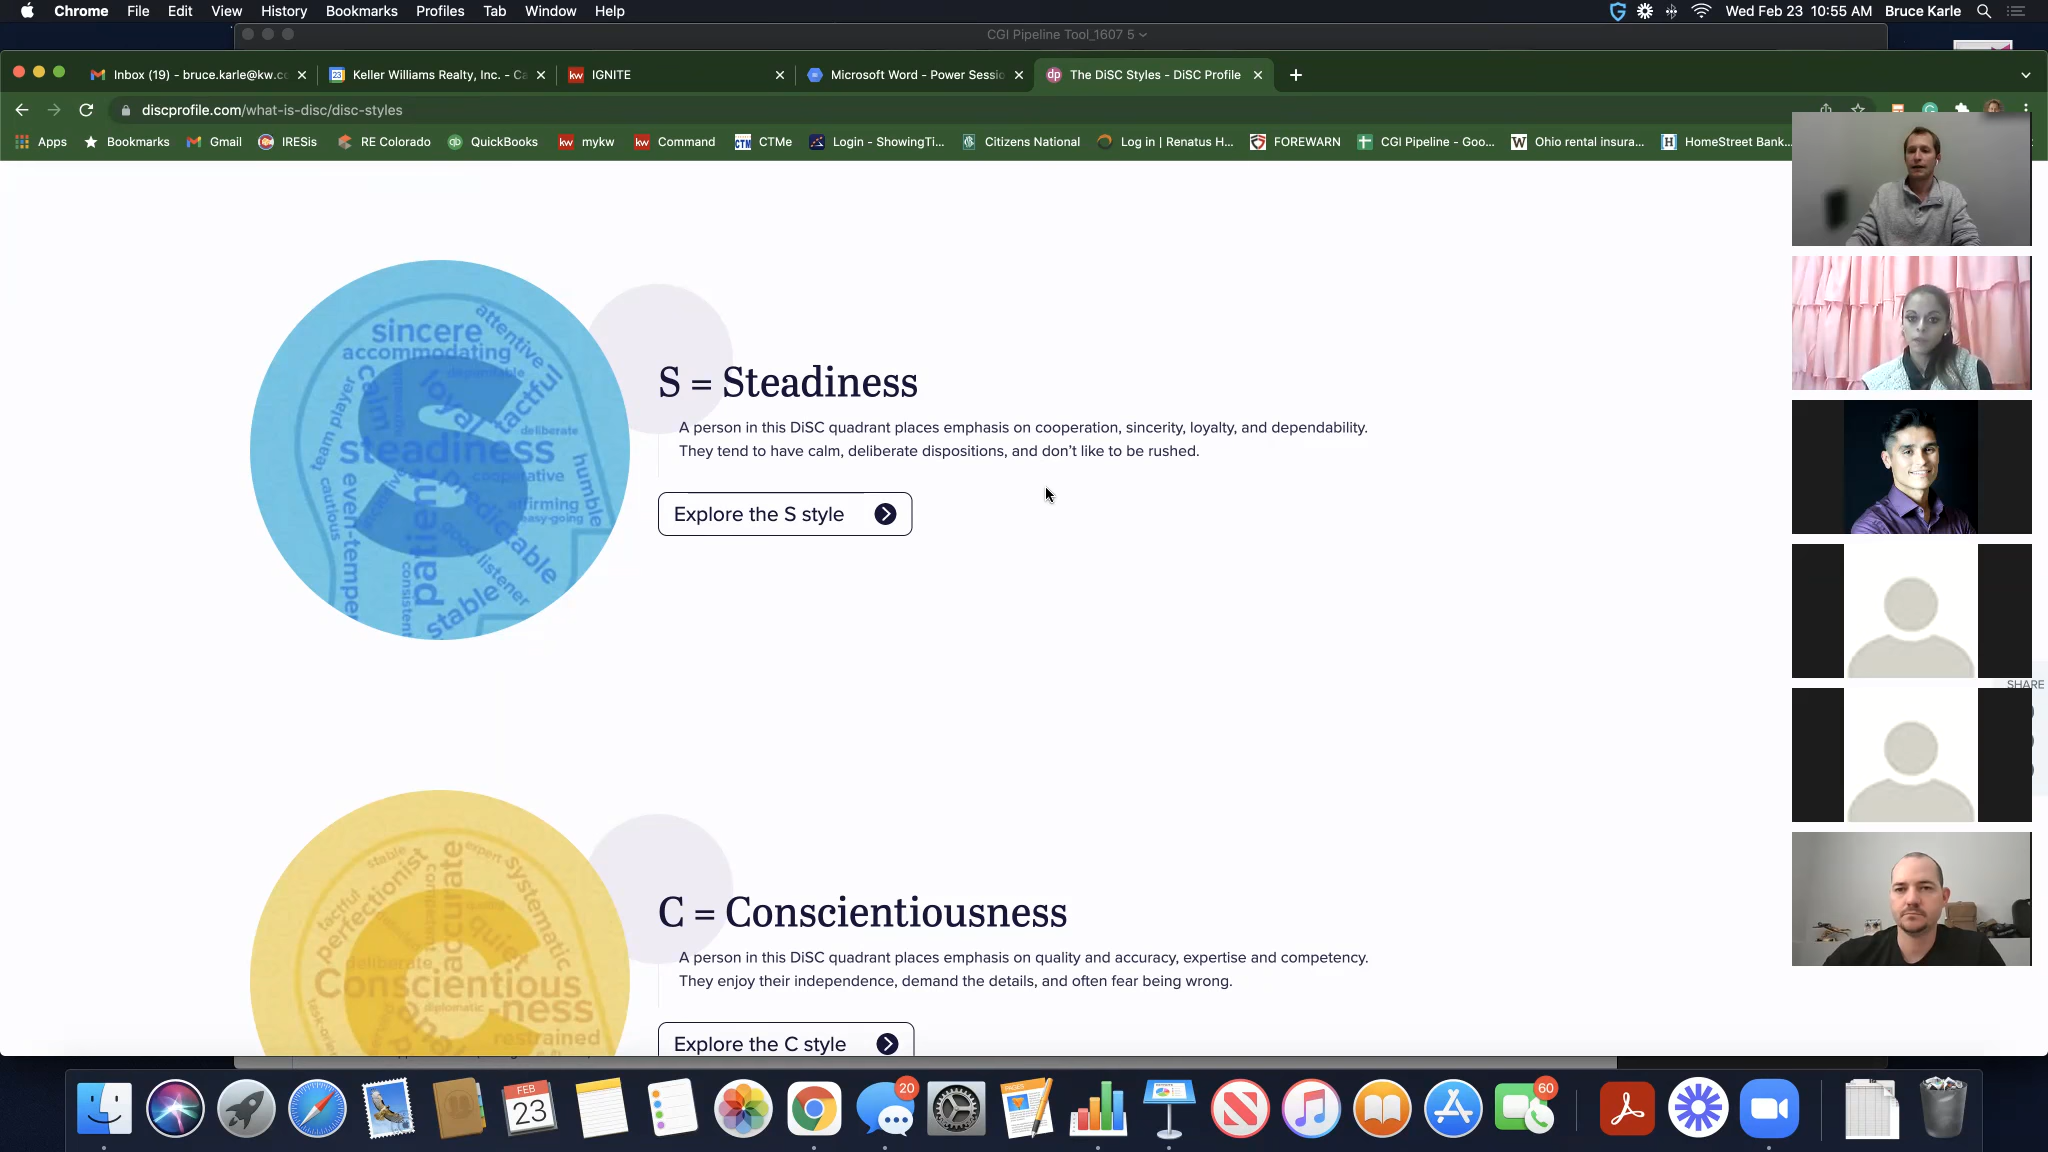 Chrome File Edit View History Bookmarks Profiles Tab Window Help
Wed Feb 23 10:55 AM Bruce Karle
CGI Pipeline Tool_1607 5
Inbox (19) - bruce.karle@kw.c
Keller Williams Realty, Inc. - Ca
IGNITE
Microsoft Word - Power Sessio
The DiSC Styles - DiSC Profile
discprofile.com/what-is-disc/disc-styles
Apps Bookmarks Gmail IRESis RE Colorado QuickBooks mykw Command CTMe Login - ShowingTi... Citizens National Log in | Renatus H... FOREWARN CGI Pipeline - Goo... Ohio rental insura... HomeStreet Bank...
sincere
attentive
accommodating
dependable
team player
calm
loyal
tactful
deliberate
steadiness
cooperative
cautious
even-temper
patient
predictable
humble
affirming
easy-going
good listener
consistent
stable
S = Steadiness
A person in this DiSC quadrant places emphasis on cooperation, sincerity, loyalty, and dependability.
They tend to have calm, deliberate dispositions, and don't like to be rushed.
Explore the S style
SHARE
stable
expert
Systematic
tactful
perfectionist
accurate
quiet
deliberate
Conscientious
-ness
diplomatic
restrained
C = Conscientiousness
A person in this DiSC quadrant places emphasis on quality and accuracy, expertise and competency.
They enjoy their independence, demand the details, and often fear being wrong.
Explore the C style
FEB
23
20
PAGES
60